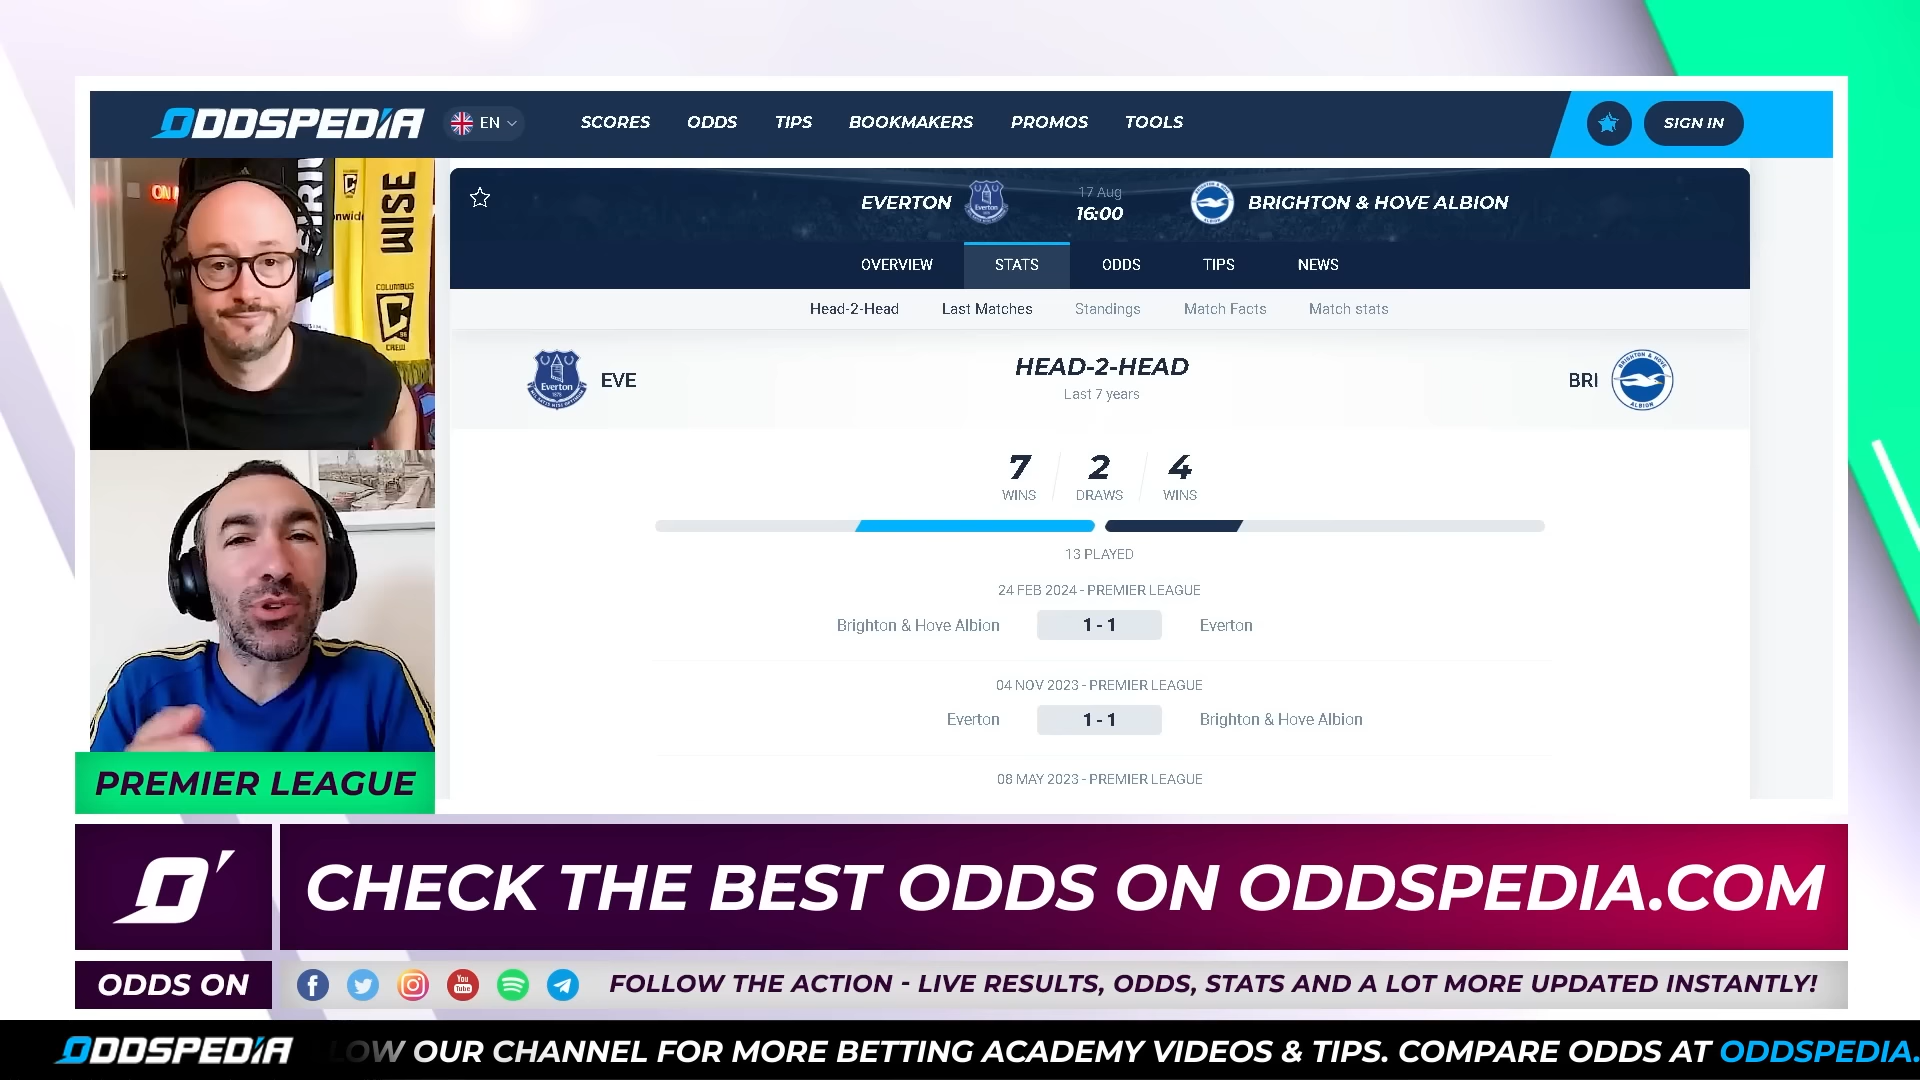 ODDSPEDIA
EN
SCORES
ODDS
TIPS
BOOKMAKERS
PROMOS
TOOLS
SIGN IN
EVERTON
17 Aug
16:00
BRIGHTON & HOVE ALBION
OVERVIEW
STATS
ODDS
TIPS
NEWS
Head-2-Head
Last Matches
Standings
Match Facts
Match stats
Everton
EVE
HEAD-2-HEAD
Last 7 years
BRI
7
WINS
2
DRAWS
4
WINS
13 PLAYED
24 FEB 2024 - PREMIER LEAGUE
Brighton & Hove Albion 1 - 1 Everton
04 NOV 2023 - PREMIER LEAGUE
Everton 1 - 1 Brighton & Hove Albion
08 MAY 2023 - PREMIER LEAGUE
WISE
COLUMBUS
CREW
PREMIER LEAGUE
CHECK THE BEST ODDS ON ODDSPEDIA.COM
ODDS ON
FOLLOW THE ACTION - LIVE RESULTS, ODDS, STATS AND A LOT MORE UPDATED INSTANTLY!
ODDSPEDIA
LOW OUR CHANNEL FOR MORE BETTING ACADEMY VIDEOS & TIPS. COMPARE ODDS AT ODDSPEDIA.